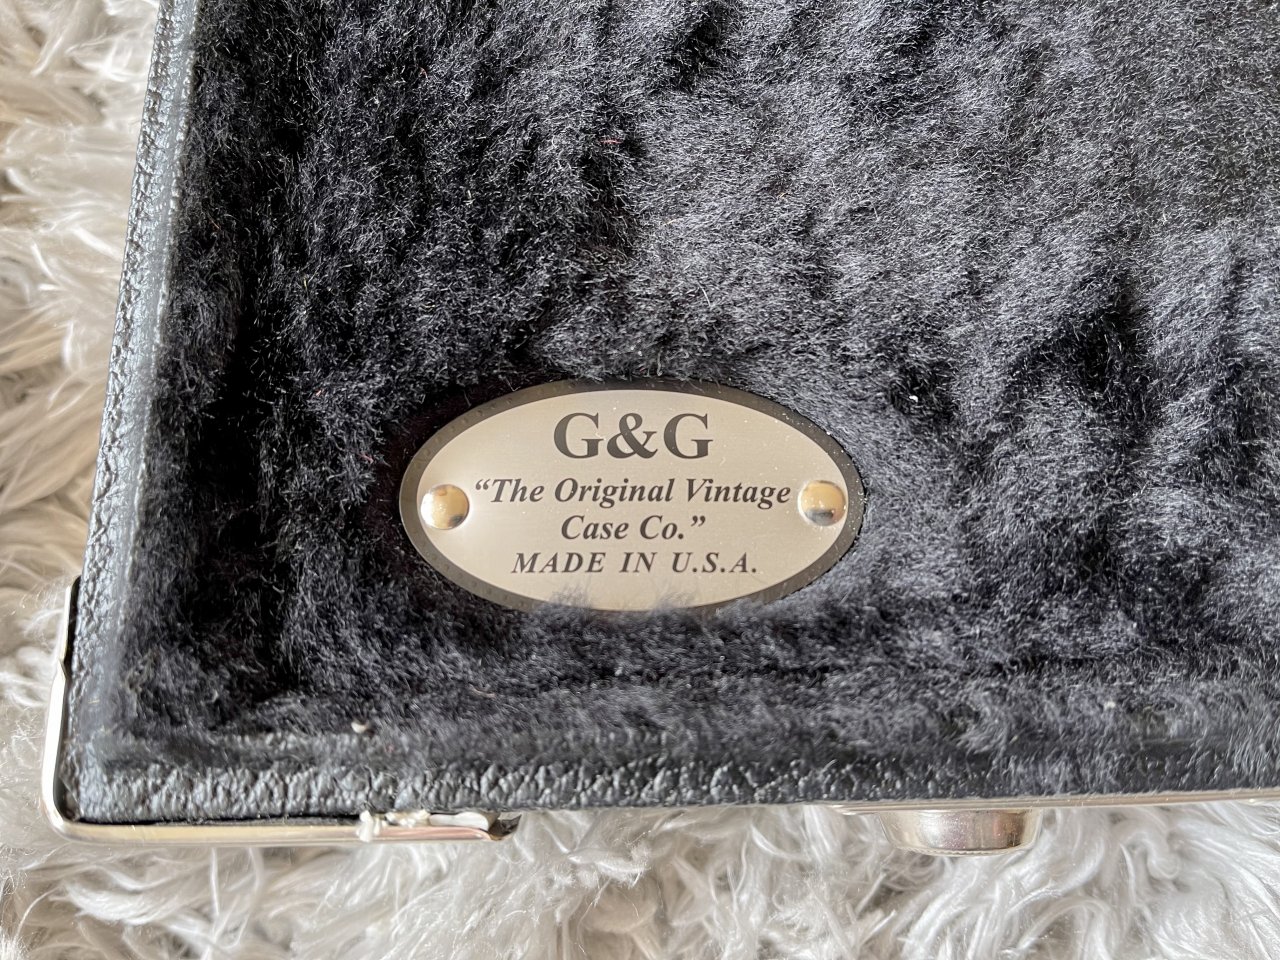 G&G
“The Original Vintage
Case Co.”
MADE IN U.S.A.